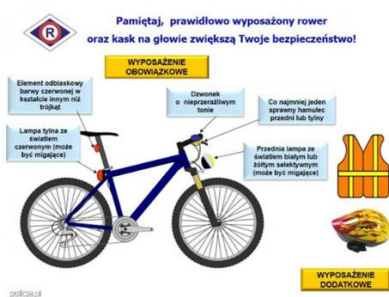 R
Pamiętaj, prawidłowo wyposażony rower
oraz kask na głowie zwiększą Twoje bezpieczeństwo!
WYPOSAŻENIE
OBOWIĄZKOWE
Element odblaskowy
barwy czerwonej w
kształcie innym niż
trójkąt
Dzwonek
o nieprzeraźliwym
tonie
Co najmniej jeden
sprawny hamulec
przedni lub tylny
Lampa tylna ze
światłem
czerwonym (może
być migające)
Przednia lampa ze
światłem białym lub
żółtym selektywnym
(może być migające)
WYPOSAŻENIE
DODATKOWE
policja.pl